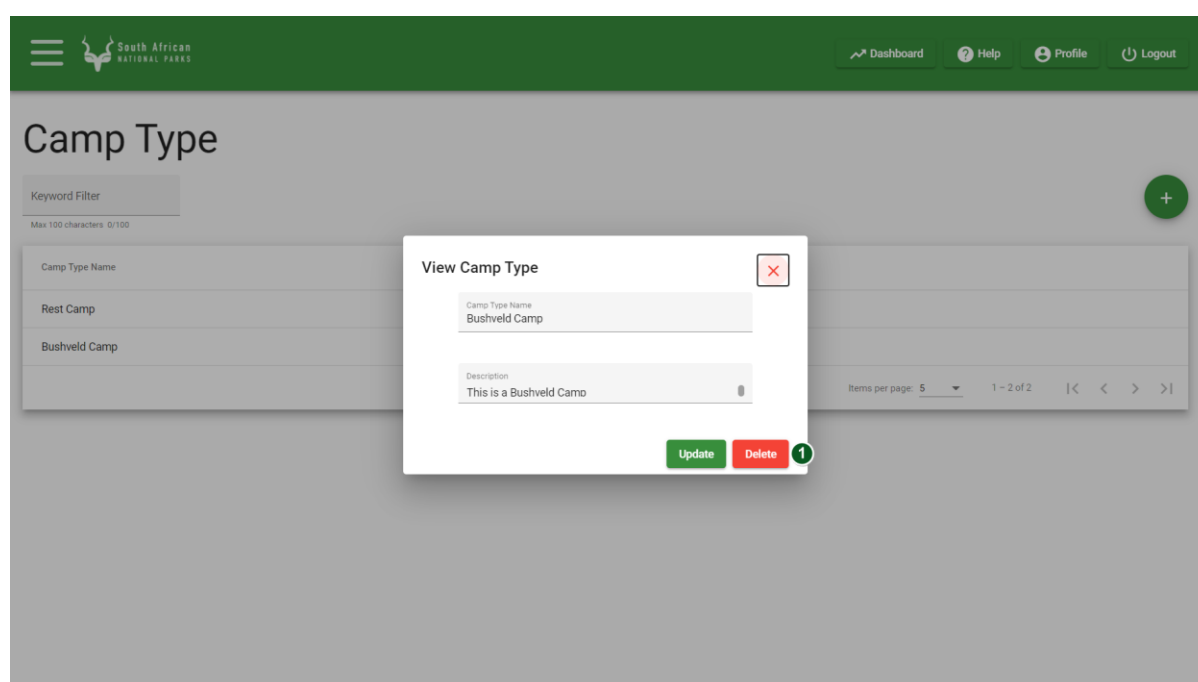 South African
NATIONAL PARKS
Dashboard
Help
Profile
Logout
Camp Type
Keyword Filter
Max 100 characters 0/100
+
Camp Type Name
Rest Camp
Bushveld Camp
Items per page: 5
1 – 2 of 2
View Camp Type
Camp Type Name
Bushveld Camp
Description
This is a Bushveld Camp
Update
Delete
1